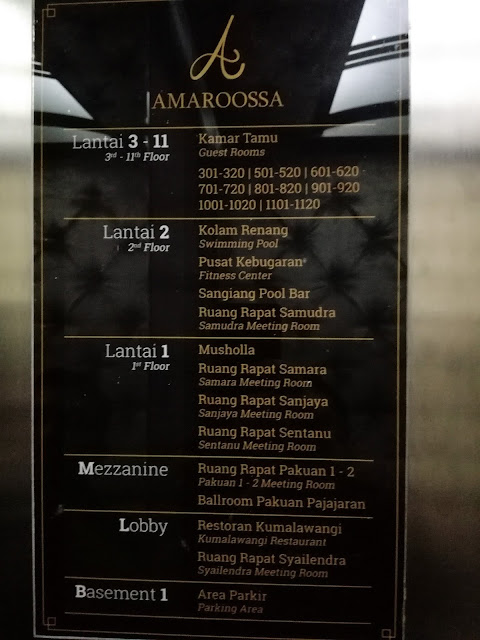 A
AMAROOSSA
Lantai 3 - 11
3rd - 11th Floor
Kamar Tamu
Guest Rooms
301-320 | 501-520 | 601-620
701-720 | 801-820 | 901-920
1001-1020 | 1101-1120
Lantai 2
2nd Floor
Kolam Renang
Swimming Pool
Pusat Kebugaran
Fitness Center
Sangiang Pool Bar
Ruang Rapat Samudra
Samudra Meeting Room
Lantai 1
1st Floor
Musholla
Ruang Rapat Samara
Samara Meeting Room
Ruang Rapat Sanjaya
Sanjaya Meeting Room
Ruang Rapat Sentanu
Sentanu Meeting Room
Mezzanine
Ruang Rapat Pakuan 1 - 2
Pakuan 1 - 2 Meeting Room
Ballroom Pakuan Pajajaran
Lobby
Restoran Kumalawangi
Kumalawangi Restaurant
Ruang Rapat Syailendra
Syailendra Meeting Room
Basement 1
Area Parkir
Parking Area